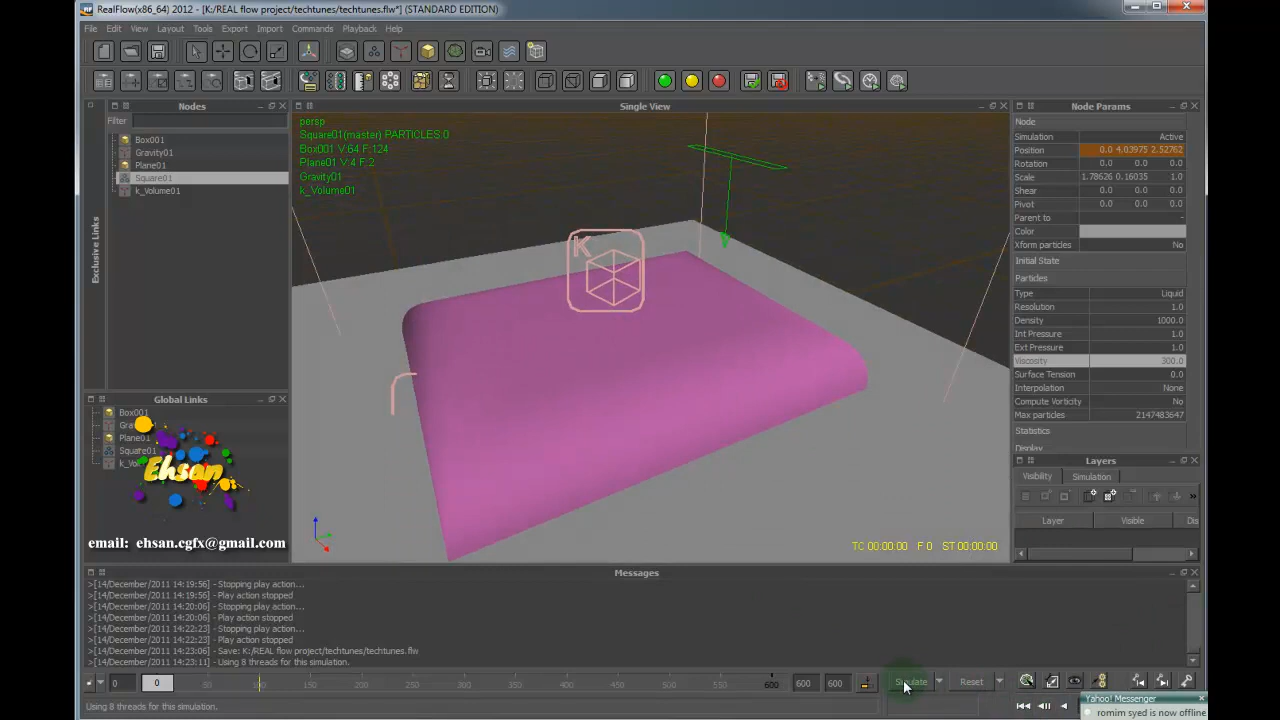 RealFlow(x86_64) 2012 - [K:/REAL flow project/techtunes/techtunes.flw*] (STANDARD EDITION)
File Edit View Layout Tools Export Import Commands Playback Help
Nodes
Filter
Box001
Gravity01
Plane01
Square01
k_Volume01
Exclusive Links
Global Links
Box001
Plane01
Square01
Ehsan
email: ehsan.cgfx@gmail.com
Single View
persp
Square01(master) PARTICLES:0
Box001 V:64 F:124
Plane01 V:4 F:2
Gravity01
k_Volume01
K
TC 00:00:00 F 0 ST 00:00:00
Node Params
Node
Simulation Active
Position 0.0 4.03975 2.52762
Rotation 0.0 0.0 0.0
Scale 1.78626 0.16035 1.0
Shear 0.0 0.0 0.0
Pivot 0.0 0.0 0.0
Parent to -
Color
Xform particles No
Initial State
Particles
Type Liquid
Resolution 1.0
Density 1000.0
Int Pressure 1.0
Ext Pressure 1.0
Viscosity 300.0
Surface Tension 0.0
Interpolation None
Compute Vorticity No
Max particles 2147483647
Statistics
Display
Layers
Visibility Simulation
Layer Visible Dis
Messages
>[14/December/2011 14:19:56] - Stopping play action...
>[14/December/2011 14:19:56] - Play action stopped
>[14/December/2011 14:20:06] - Stopping play action...
>[14/December/2011 14:20:06] - Play action stopped
>[14/December/2011 14:22:23] - Stopping play action...
>[14/December/2011 14:22:23] - Play action stopped
>[14/December/2011 14:23:06] - Save: K:/REAL flow project/techtunes/techtunes.flw
>[14/December/2011 14:23:11] - Using 8 threads for this simulation.
0 0 50 100 150 200 250 300 350 400 450 500 550 600 600 600 Simulate Reset
Using 8 threads for this simulation.
Yahoo! Messenger
romim syed is now offline